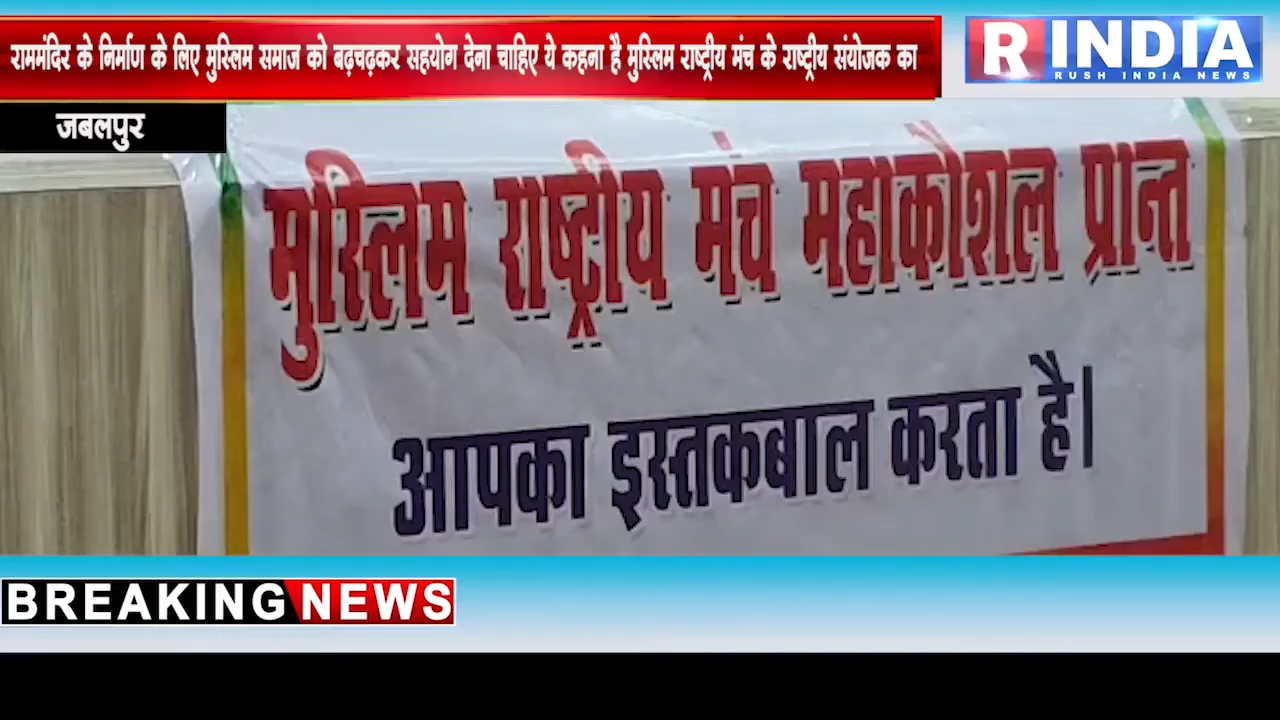 राममंदिर के निर्माण के लिए मुस्लिम समाज को बढ़चढ़कर सहयोग देना चाहिए ये कहना है मुस्लिम राष्ट्रीय मंच के राष्ट्रीय संयोजक का
R INDIA
RUSH INDIA NEWS
जबलपुर
मुस्लिम राष्ट्रीय मंच महाकौशल प्रान्त
आपका इस्तकबाल करता है।
BREAKING NEWS